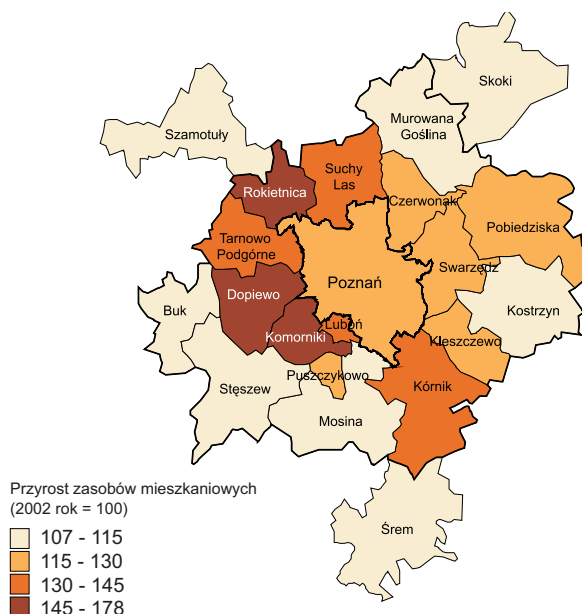 Skoki
Murowana
Goślina
Szamotuły
Suchy
Las
Rokietnica
Czerwonak
Pobiedziska
Tarnowo
Podgórne
Swarzędz
Poznań
Dopiewo
Buk
Kostrzyn
Luboń
Komorniki
Kleszczewo
Puszczykowo
Stęszew
Kórnik
Mosina
Śrem
Przyrost zasobów mieszkaniowych
(2002 rok = 100)
107 - 115
115 - 130
130 - 145
145 - 178